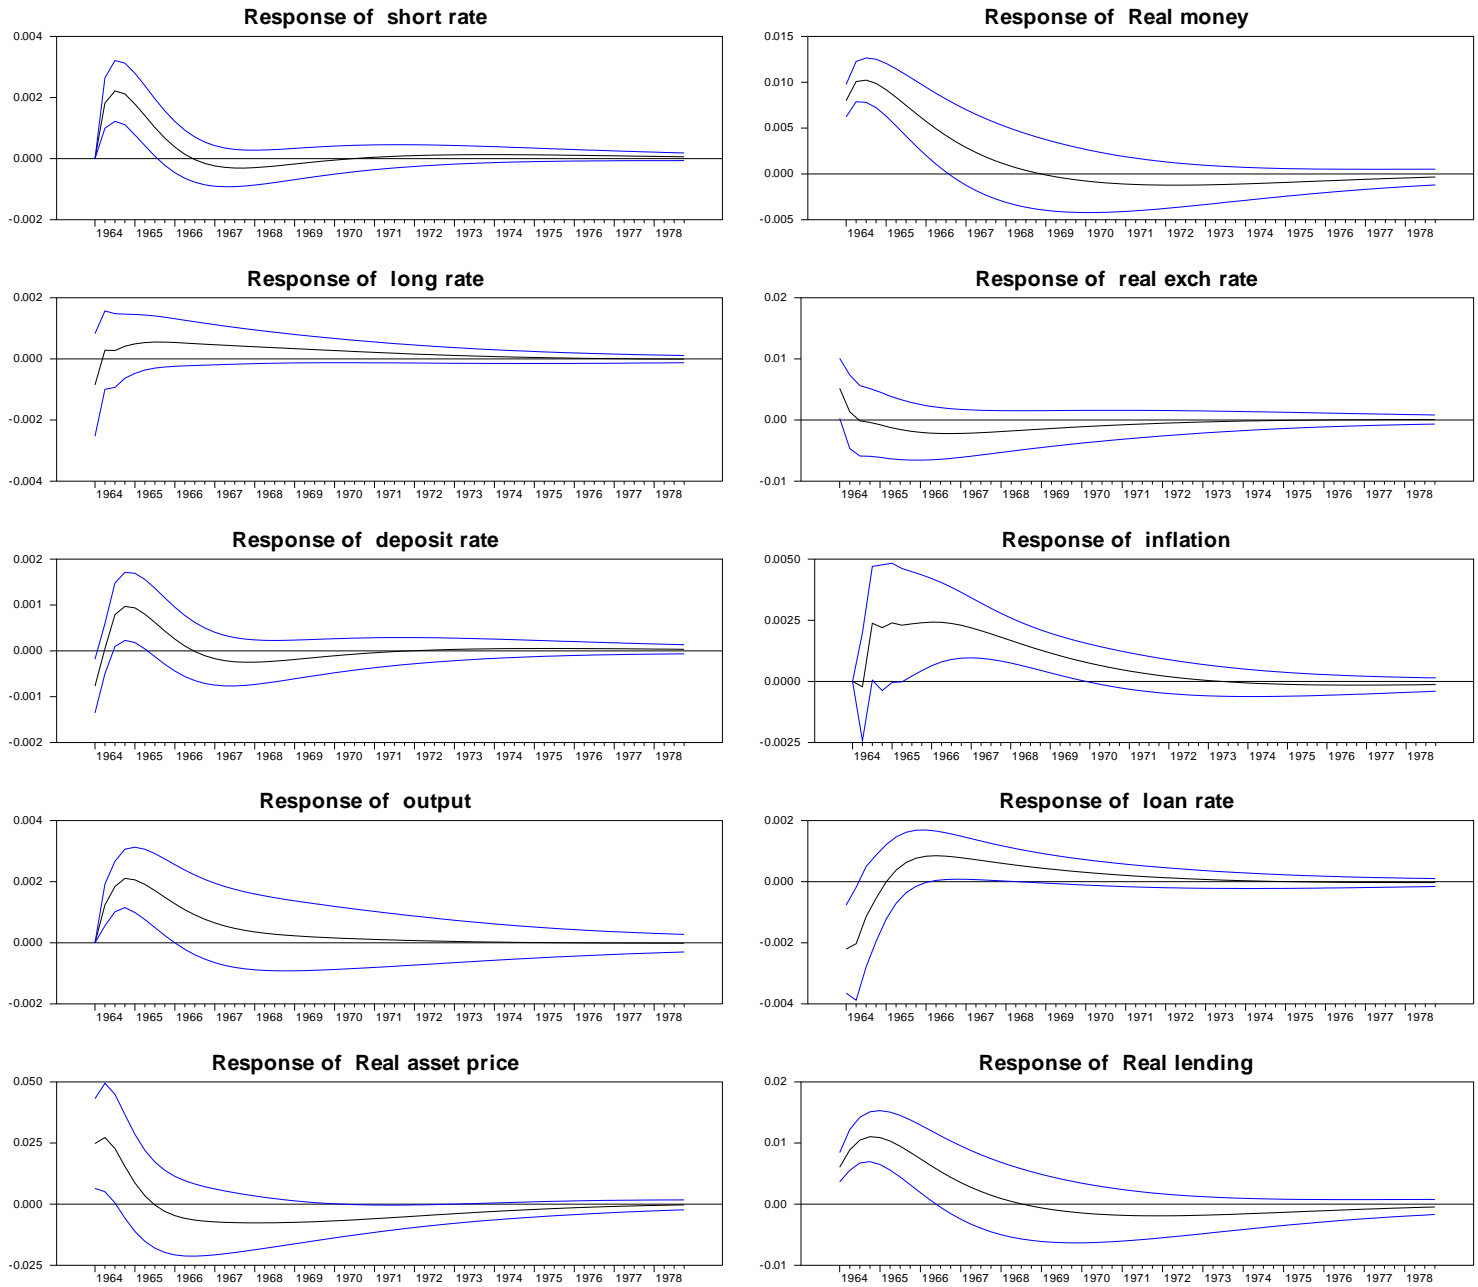 Response of short rate
0.004
0.002
0.000
-0.002
1964 1965 1966 1967 1968 1969 1970 1971 1972 1973 1974 1975 1976 1977 1978
Response of Real money
0.015
0.010
0.005
0.000
-0.005
1964 1965 1966 1967 1968 1969 1970 1971 1972 1973 1974 1975 1976 1977 1978
Response of long rate
0.002
0.000
-0.002
-0.004
1964 1965 1966 1967 1968 1969 1970 1971 1972 1973 1974 1975 1976 1977 1978
Response of real exch rate
0.02
0.01
0.00
-0.01
1964 1965 1966 1967 1968 1969 1970 1971 1972 1973 1974 1975 1976 1977 1978
Response of deposit rate
0.002
0.001
0.000
-0.001
-0.002
1964 1965 1966 1967 1968 1969 1970 1971 1972 1973 1974 1975 1976 1977 1978
Response of inflation
0.0050
0.0025
0.0000
-0.0025
1964 1965 1966 1967 1968 1969 1970 1971 1972 1973 1974 1975 1976 1977 1978
Response of output
0.004
0.002
0.000
-0.002
1964 1965 1966 1967 1968 1969 1970 1971 1972 1973 1974 1975 1976 1977 1978
Response of loan rate
0.002
0.000
-0.002
-0.004
1964 1965 1966 1967 1968 1969 1970 1971 1972 1973 1974 1975 1976 1977 1978
Response of Real asset price
0.050
0.025
0.000
-0.025
1964 1965 1966 1967 1968 1969 1970 1971 1972 1973 1974 1975 1976 1977 1978
Response of Real lending
0.02
0.01
0.00
-0.01
1964 1965 1966 1967 1968 1969 1970 1971 1972 1973 1974 1975 1976 1977 1978